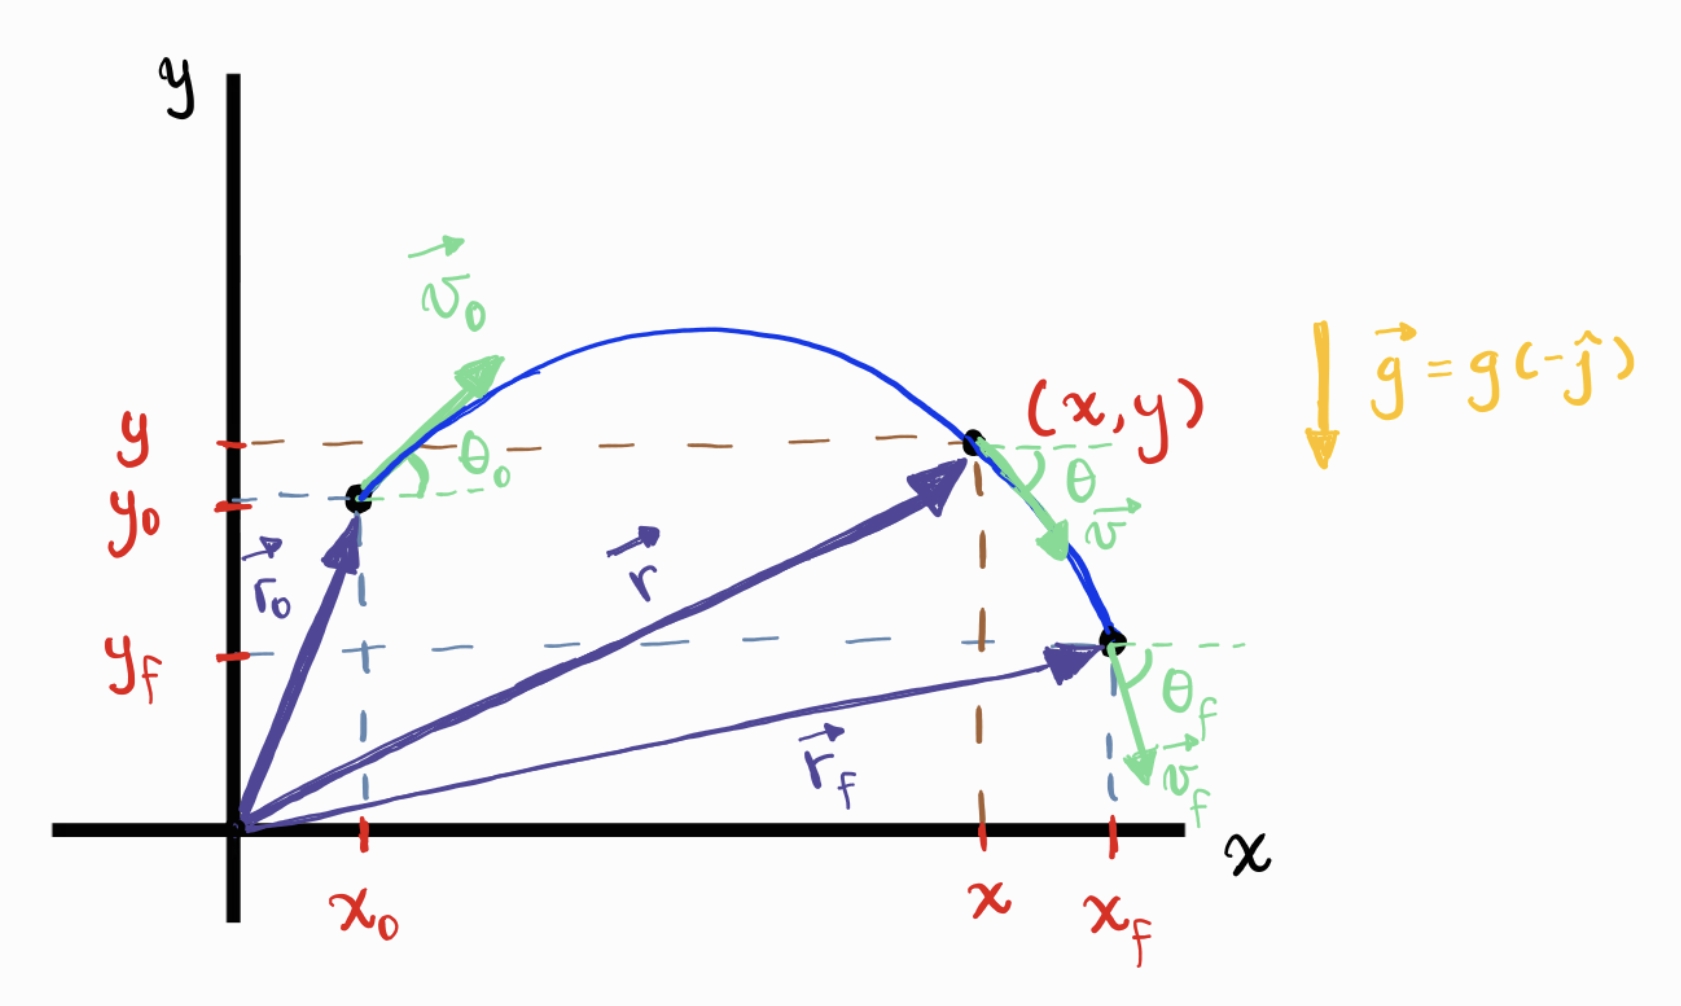 y
v⃗₀
(x,y)
g⃗ = g(-ĵ)
y
θ₀
θ
v⃗
y₀
r⃗₀
r⃗
y_f
θ_f
r⃗_f
v⃗_f
x
x₀
x
x_f